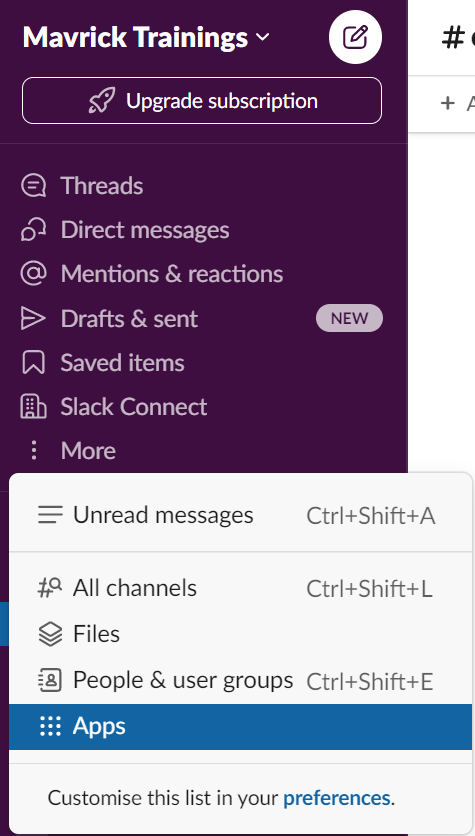 Mavrick Trainings
#
Upgrade subscription
+
Threads
Direct messages
Mentions & reactions
Drafts & sent NEW
Saved items
Slack Connect
More
Unread messages Ctrl+Shift+A
All channels Ctrl+Shift+L
Files
People & user groups Ctrl+Shift+E
Apps
Customise this list in your preferences.